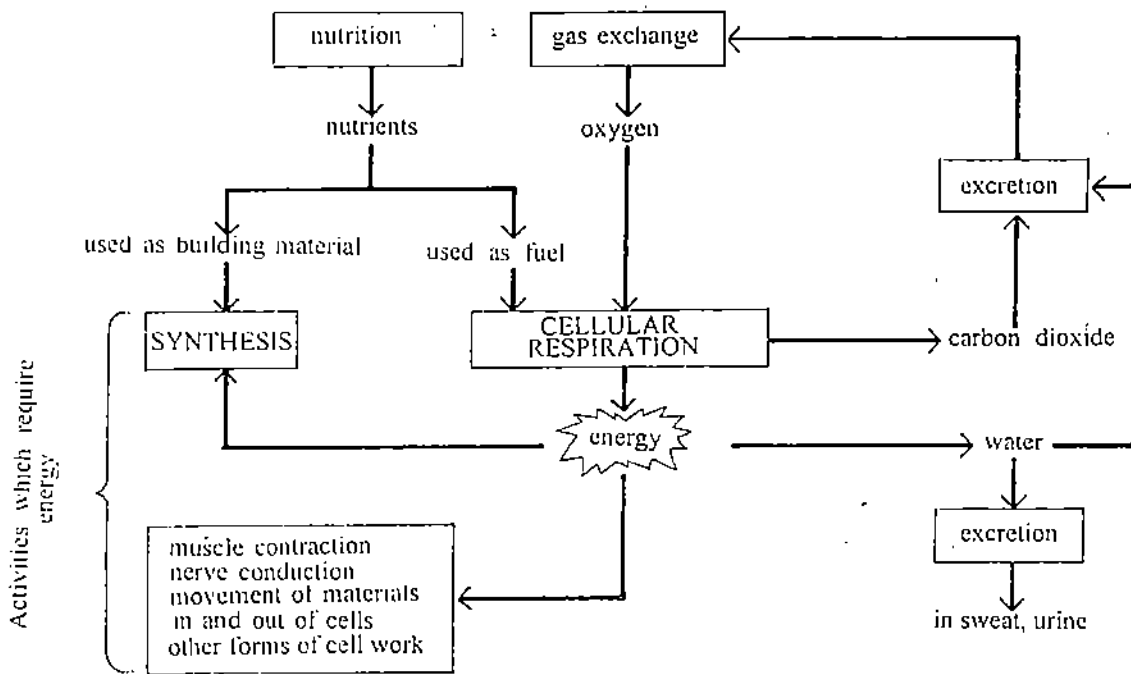 nutrition
gas exchange
nutrients
oxygen
excretion
used as building material
used as fuel
SYNTHESIS
CELLULAR
RESPIRATION
carbon dioxide
energy
water
excretion
in sweat, urine
muscle contraction
nerve conduction
movement of materials
in and out of cells
other forms of cell work
Activities which require
energy